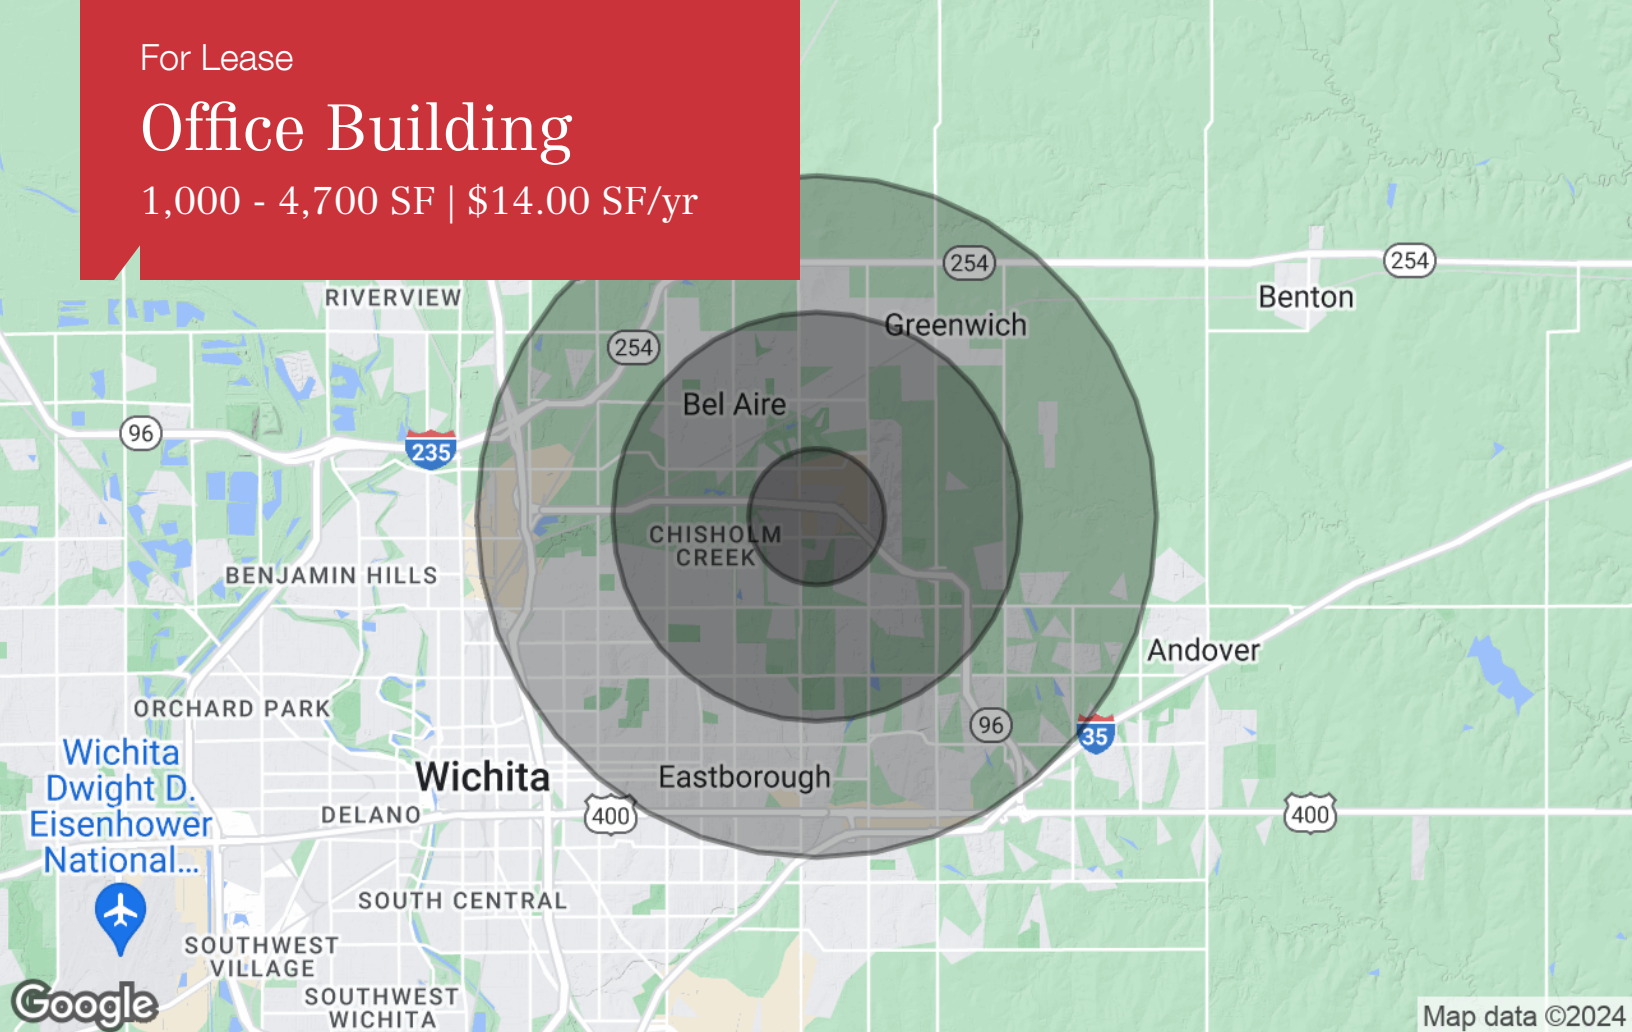 For Lease
Office Building
1,000 - 4,700 SF | $14.00 SF/yr
254
254
RIVERVIEW
Benton
Greenwich
254
Bel Aire
96
235
CHISHOLM
CREEK
BENJAMIN HILLS
Andover
ORCHARD PARK
96
35
Wichita
Dwight D.
Eisenhower
National...
Wichita
Eastborough
DELANO
400
400
SOUTH CENTRAL
SOUTHWEST
VILLAGE
SOUTHWEST
WICHITA
Google
Map data ©2024